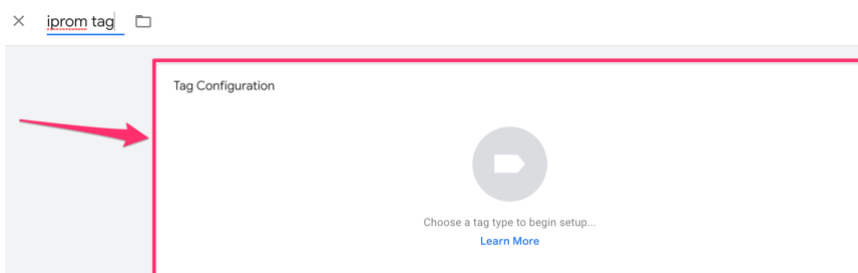 iprom tag
Tag Configuration
Choose a tag type to begin setup...
Learn More